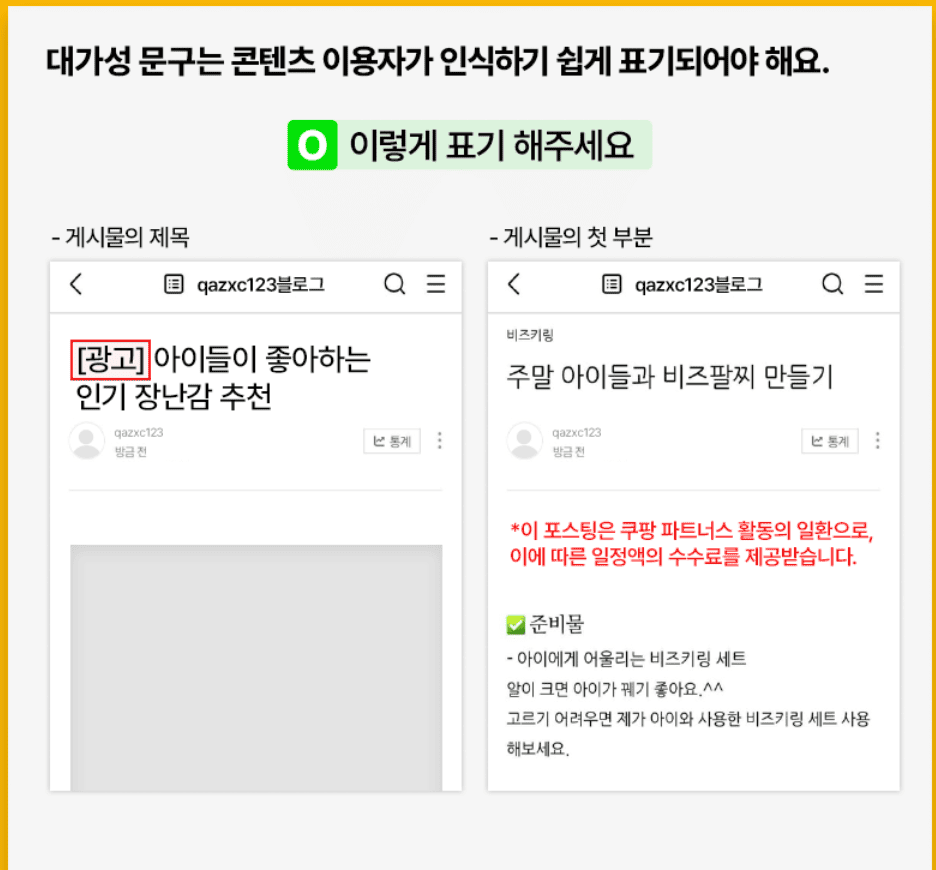 대가성 문구는 콘텐츠 이용자가 인식하기 쉽게 표기되어야 해요.
O 이렇게 표기 해주세요
- 게시물의 제목
qazxc123블로그
[광고] 아이들이 좋아하는
인기 장난감 추천
qazxc123
방금 전
통계
- 게시물의 첫 부분
qazxc123블로그
비즈키링
주말 아이들과 비즈팔찌 만들기
qazxc123
방금 전
통계
*이 포스팅은 쿠팡 파트너스 활동의 일환으로,
이에 따른 일정액의 수수료를 제공받습니다.
✅ 준비물
- 아이에게 어울리는 비즈키링 세트
알이 크면 아이가 꿰기 좋아요.^^
고르기 어려우면 제가 아이와 사용한 비즈키링 세트 사용
해보세요.